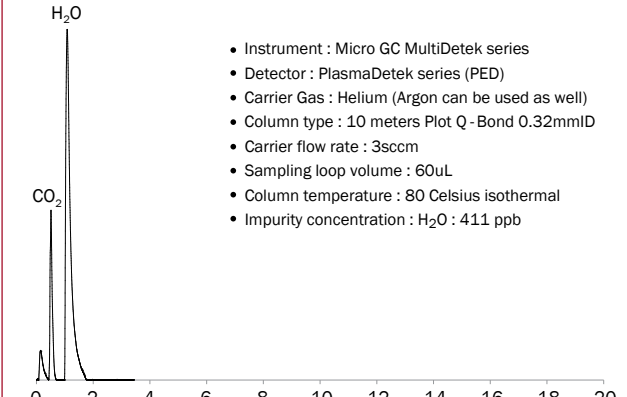 H₂O
• Instrument : Micro GC MultiDetek series
• Detector : PlasmaDetek series (PED)
• Carrier Gas : Helium (Argon can be used as well)
• Column type : 10 meters Plot Q-Bond 0.32mmID
• Carrier flow rate : 3sccm
• Sampling loop volume : 60uL
• Column temperature : 80 Celsius isothermal
• Impurity concentration : H₂O : 411 ppb
CO₂
0 2 4 6 8 10 12 14 16 18 20